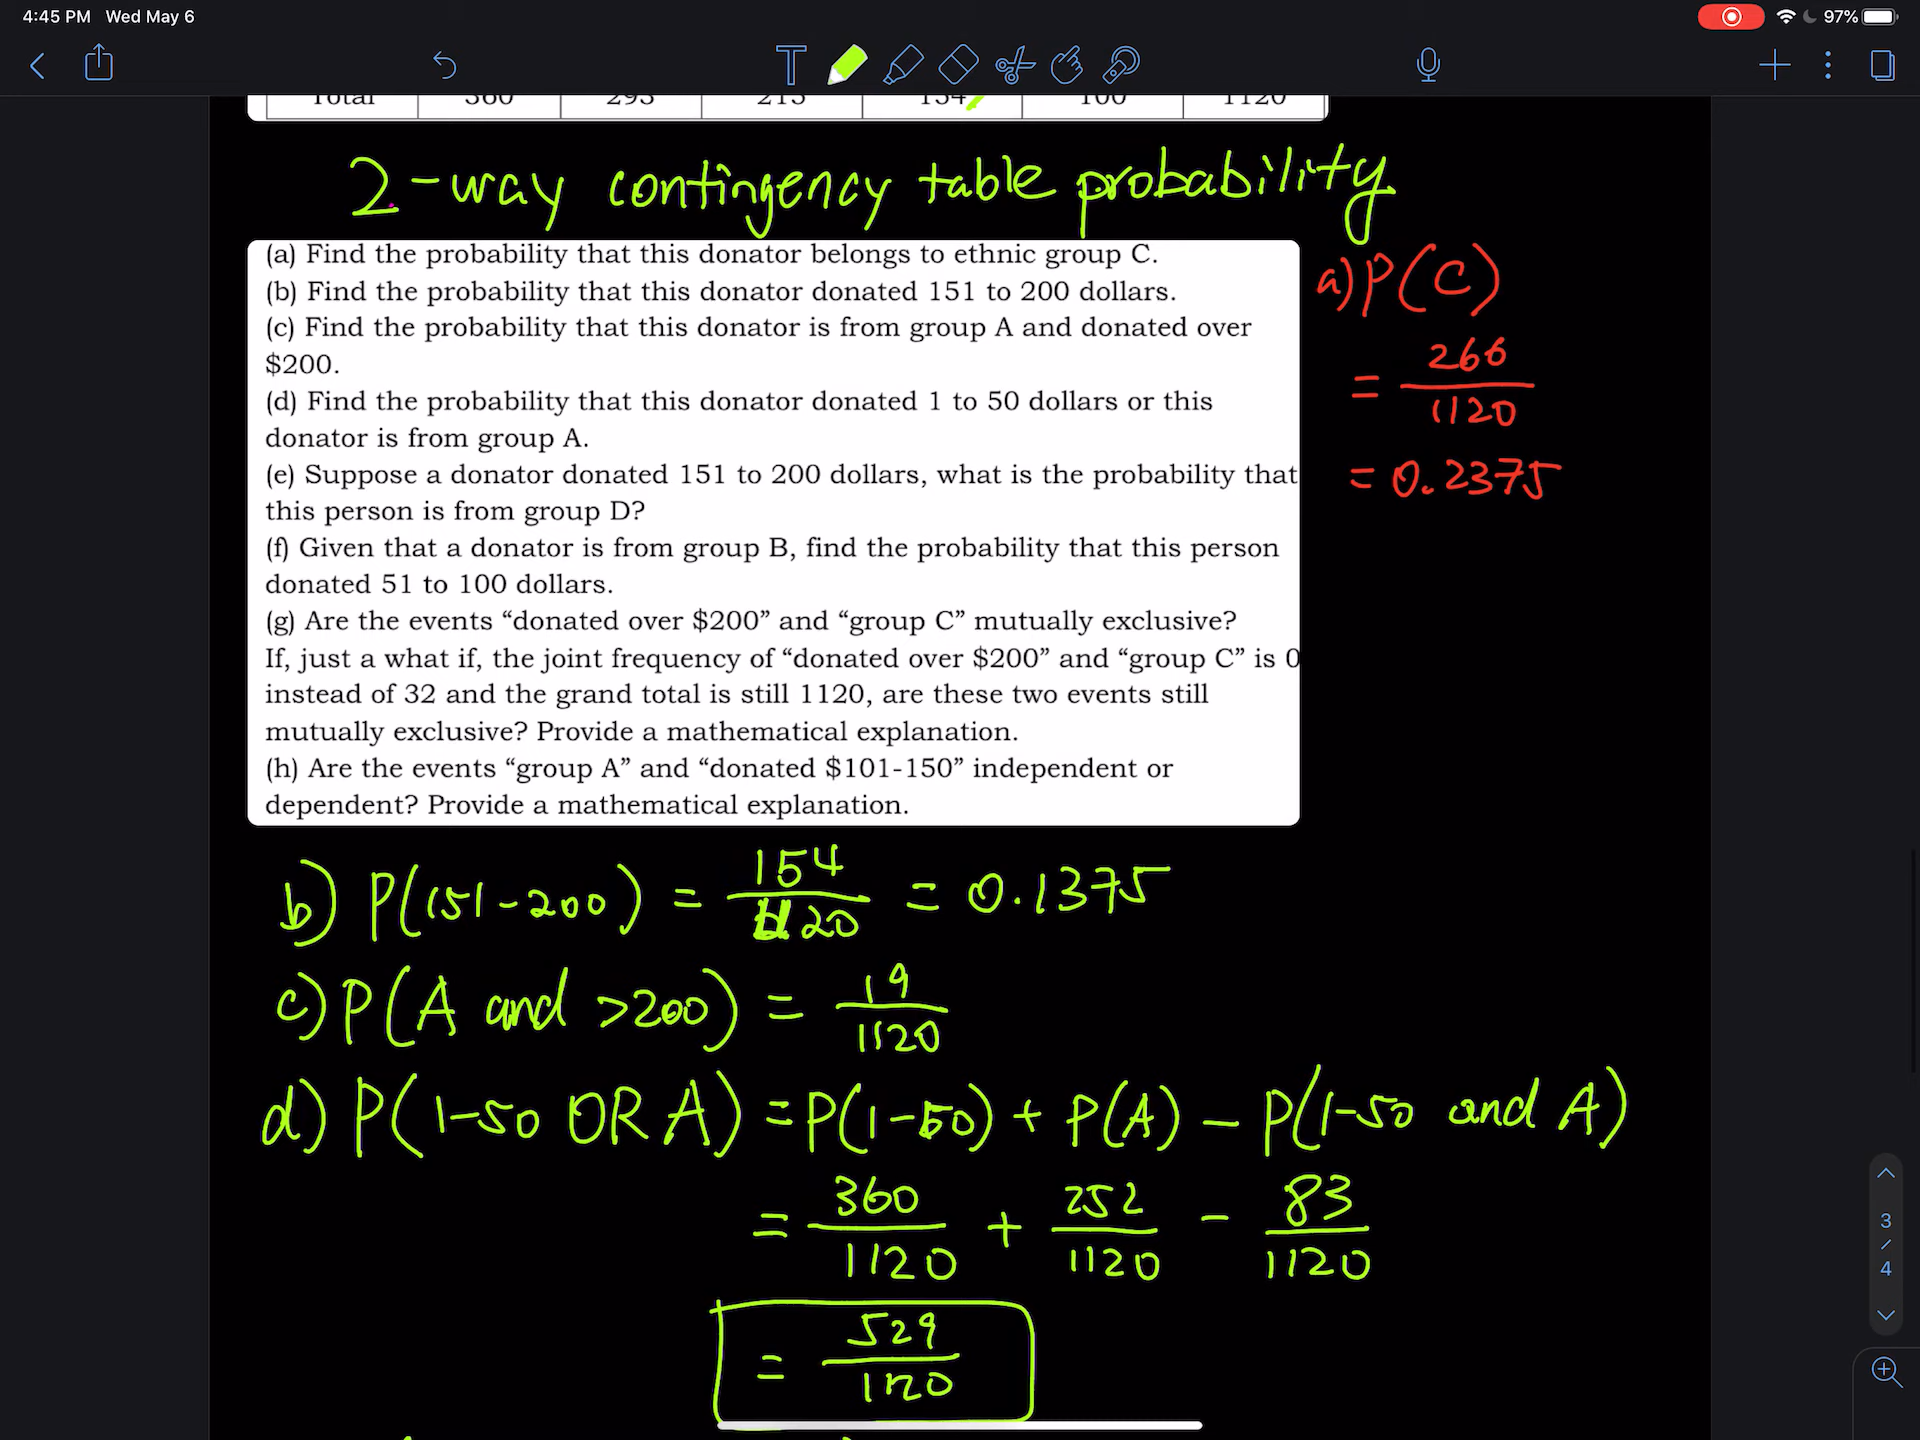 4:45 PM Wed May 6
97%
T
Total 360 293 213 154 100 1120
2-way contingency table probability
(a) Find the probability that this donator belongs to ethnic group C.
(b) Find the probability that this donator donated 151 to 200 dollars.
(c) Find the probability that this donator is from group A and donated over
$200.
(d) Find the probability that this donator donated 1 to 50 dollars or this
donator is from group A.
(e) Suppose a donator donated 151 to 200 dollars, what is the probability that
this person is from group D?
(f) Given that a donator is from group B, find the probability that this person
donated 51 to 100 dollars.
(g) Are the events “donated over $200” and “group C” mutually exclusive?
If, just a what if, the joint frequency of “donated over $200” and “group C” is 0
instead of 32 and the grand total is still 1120, are these two events still
mutually exclusive? Provide a mathematical explanation.
(h) Are the events “group A” and “donated $101-150” independent or
dependent? Provide a mathematical explanation.
a) P(C)
= 266
1120
= 0.2375
b) P(151-200) = 154 = 0.1375
1120
c) P(A and >200) = 19
1120
d) P(1-50 OR A) = P(1-50) + P(A) - P(1-50 and A)
= 360 + 252 - 83
1120 1120 1120
= 529
1120
3
/
4